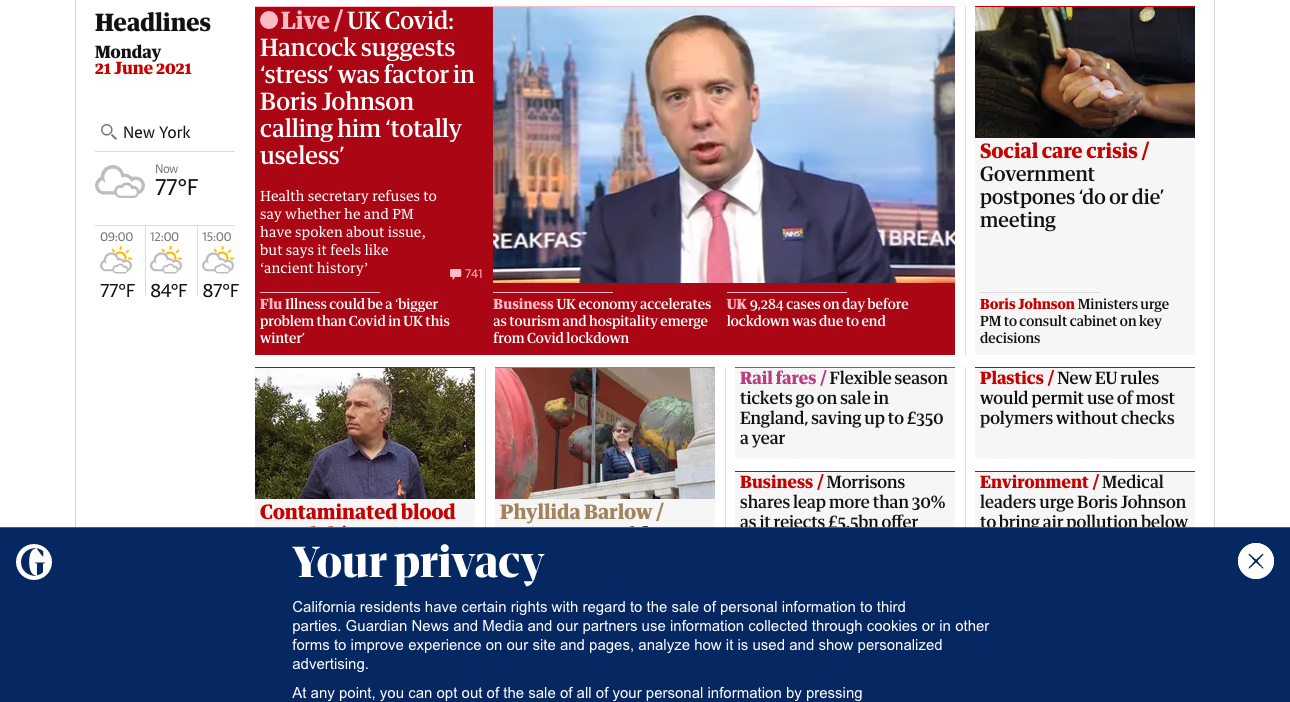 Headlines
Monday
21 June 2021
New York
Now
77°F
09:00
12:00
15:00
77°F
84°F
87°F
Live / UK Covid:
Hancock suggests
‘stress’ was factor in
Boris Johnson
calling him ‘totally
useless’
Health secretary refuses to
say whether he and PM
have spoken about issue,
but says it feels like
‘ancient history’
741
BREAKFAST
NHS
BREAK
Flu Illness could be a ‘bigger
problem than Covid in UK this
winter’
Business UK economy accelerates
as tourism and hospitality emerge
from Covid lockdown
UK 9,284 cases on day before
lockdown was due to end
Social care crisis /
Government
postpones ‘do or die’
meeting
Boris Johnson Ministers urge
PM to consult cabinet on key
decisions
Contaminated blood
Phyllida Barlow /
Rail fares / Flexible season
tickets go on sale in
England, saving up to £350
a year
Business / Morrisons
shares leap more than 30%
as it rejects £5.5bn offer
Plastics / New EU rules
would permit use of most
polymers without checks
Environment / Medical
leaders urge Boris Johnson
to bring air pollution below
G
Your privacy
California residents have certain rights with regard to the sale of personal information to third
parties. Guardian News and Media and our partners use information collected through cookies or in other
forms to improve experience on our site and pages, analyze how it is used and show personalized
advertising.
At any point, you can opt out of the sale of all of your personal information by pressing